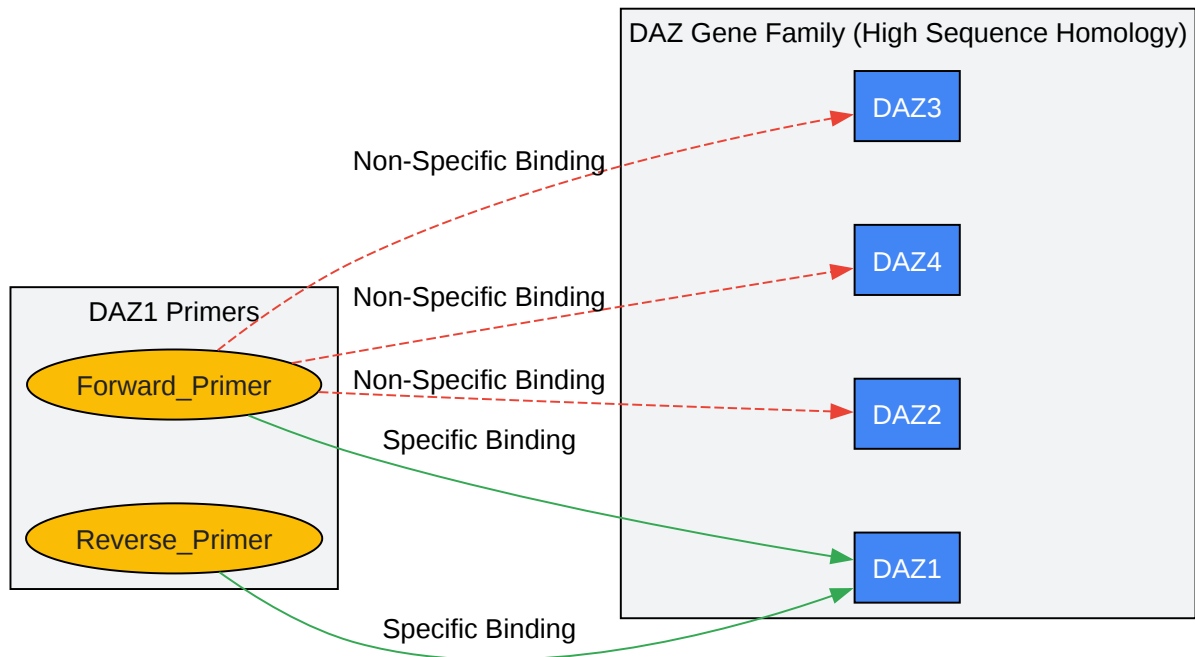 DAZ Gene Family (High Sequence Homology)
DAZ3
Non-Specific Binding
DAZ4
Non-Specific Binding
DAZ1 Primers
Forward_Primer
Non-Specific Binding
DAZ2
Specific Binding
Reverse_Primer
DAZ1
Specific Binding